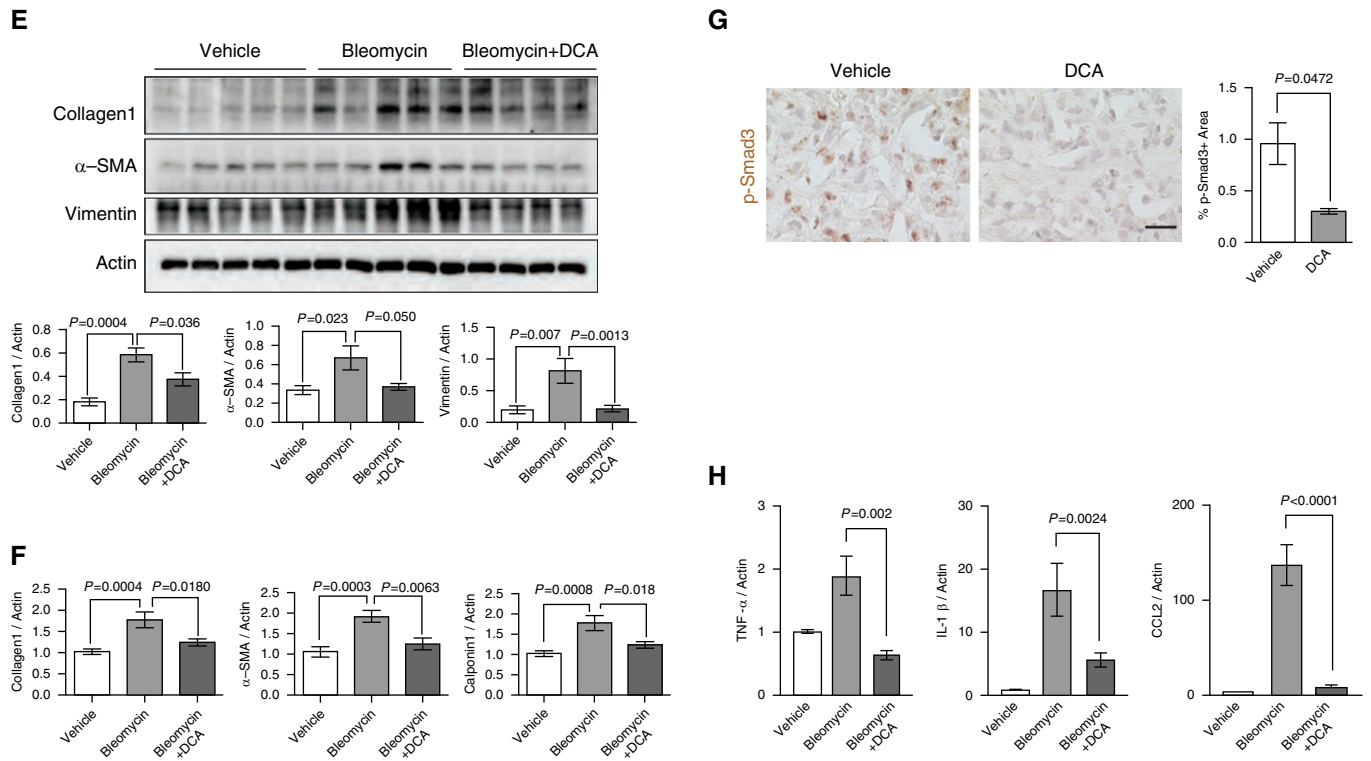 E
Vehicle Bleomycin Bleomycin+DCA
Collagen1
α–SMA
Vimentin
Actin
Collagen1 / Actin
0.8
0.6
0.4
0.2
0.0
P=0.0004 P=0.036
Vehicle
Bleomycin
Bleomycin
+DCA
α–SMA / Actin
1.0
0.8
0.6
0.4
0.2
0.0
P=0.023 P=0.050
Vehicle
Bleomycin
Bleomycin
+DCA
Vimentin / Actin
1.5
1.0
0.5
0.0
P=0.007 P=0.0013
Vehicle
Bleomycin
Bleomycin
+DCA
F
Collagen1 / Actin
2.5
2.0
1.5
1.0
0.5
0.0
P=0.0004 P=0.0180
Vehicle
Bleomycin
Bleomycin
+DCA
α–SMA / Actin
2.5
2.0
1.5
1.0
0.5
0.0
P=0.0003 P=0.0063
Vehicle
Bleomycin
Bleomycin
+DCA
Calponin1 / Actin
2.5
2.0
1.5
1.0
0.5
0.0
P=0.0008 P=0.018
Vehicle
Bleomycin
Bleomycin
+DCA
G
Vehicle DCA
p-Smad3
% p-Smad3+ Area
1.5
1.0
0.5
0.0
P=0.0472
Vehicle
DCA
H
TNF -α / Actin
3
2
1
0
P=0.002
Vehicle
Bleomycin
Bleomycin
+DCA
IL-1 β / Actin
30
20
10
0
P=0.0024
Vehicle
Bleomycin
Bleomycin
+DCA
CCL2 / Actin
200
100
0
P<0.0001
Vehicle
Bleomycin
Bleomycin
+DCA